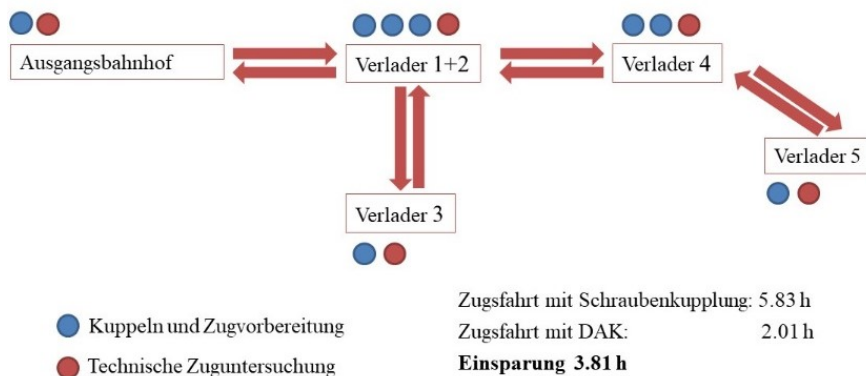 Ausgangsbahnhof
Verlader 1+2
Verlader 4
Verlader 5
Verlader 3
Kuppeln und Zugvorbereitung
Technische Zuguntersuchung
Zugsfahrt mit Schraubenkupplung: 5.83 h
Zugsfahrt mit DAK: 2.01 h
Einsparung 3.81 h